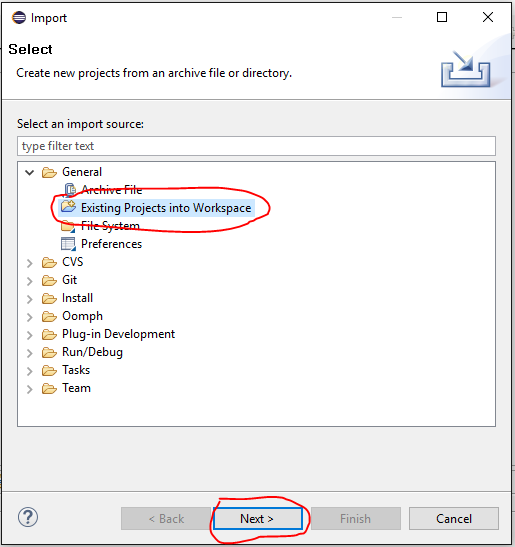 Import
Select
Create new projects from an archive file or directory.
Select an import source:
type filter text
General
Archive File
Existing Projects into Workspace
File System
Preferences
CVS
Git
Install
Oomph
Plug-in Development
Run/Debug
Tasks
Team
?
< Back
Next >
Finish
Cancel